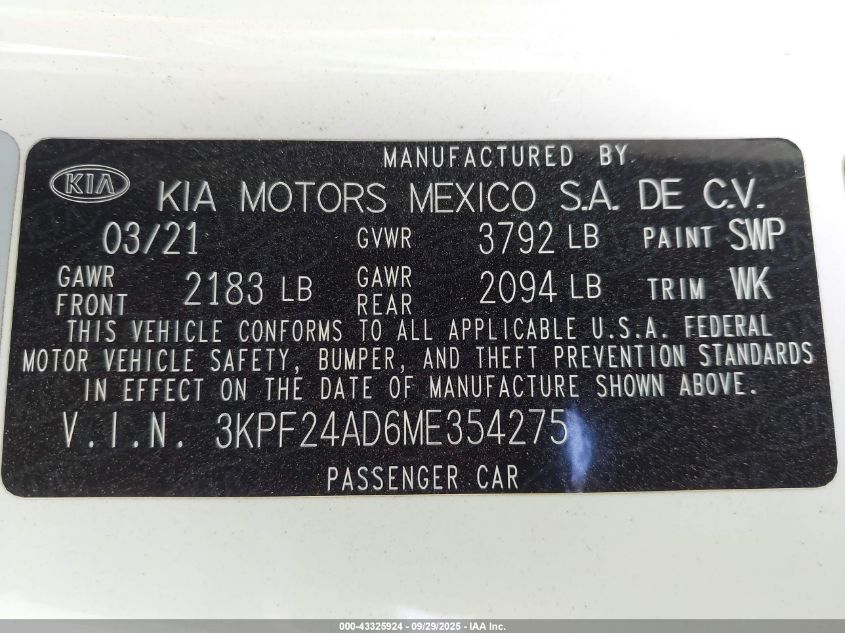 MANUFACTURED BY
KIA KIA MOTORS MEXICO S.A. DE C.V.
03/21 GVWR 3792 LB PAINT SWP
GAWR FRONT 2183 LB GAWR REAR 2094 LB TRIM WK
THIS VEHICLE CONFORMS TO ALL APPLICABLE U.S.A. FEDERAL
MOTOR VEHICLE SAFETY, BUMPER, AND THEFT PREVENTION STANDARDS
IN EFFECT ON THE DATE OF MANUFACTURE SHOWN ABOVE.
V.I.N. 3KPF24AD6ME354275
PASSENGER CAR
000-43325924 - 09/29/2025 - IAA Inc.